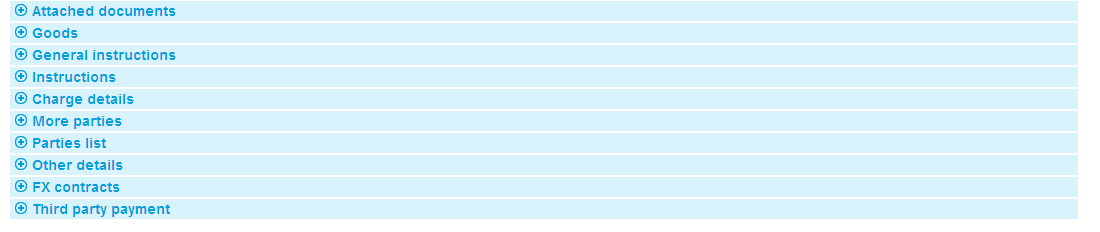 Attached documents
Goods
General instructions
Instructions
Charge details
More parties
Parties list
Other details
FX contracts
Third party payment